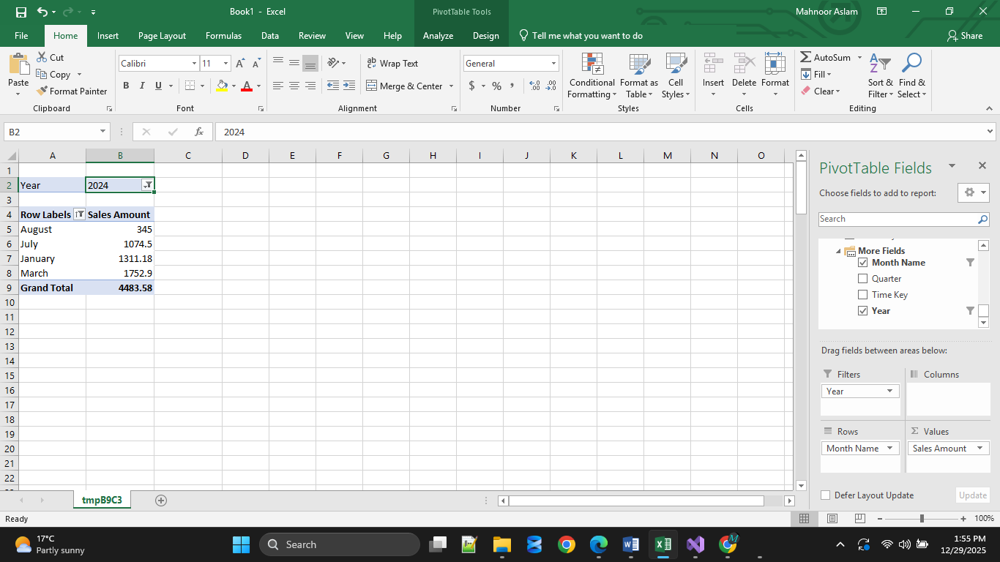 Book1 - Excel
PivotTable Tools
Mahnoor Aslam
File Home Insert Page Layout Formulas Data Review View Help Analyze Design Tell me what you want to do Share
Paste
Cut
Copy
Format Painter
Clipboard
Calibri 11
B I U A
Font
Wrap Text
Merge & Center
Alignment
General
$ % ,
Number
Conditional Formatting
Format as Table
Cell Styles
Styles
Insert Delete Format
Cells
AutoSum
Fill
Clear
Sort & Filter
Find & Select
Editing
B2 fx 2024
A B C D E F G H I J K L M N O
1
2 Year 2024
3
4 Row Labels Sales Amount
5 August 345
6 July 1074.5
7 January 1311.18
8 March 1752.9
9 Grand Total 4483.58
10
11
12
13
14
15
16
17
18
19
20
21
22
PivotTable Fields
Choose fields to add to report:
Search
More Fields
Month Name
Quarter
Time Key
Year
Drag fields between areas below:
Filters Columns
Year
Rows Σ Values
Month Name Sales Amount
Defer Layout Update Update
tmpB9C3
Ready 100%
17°C
Partly sunny
Search
1:55 PM
12/29/2025